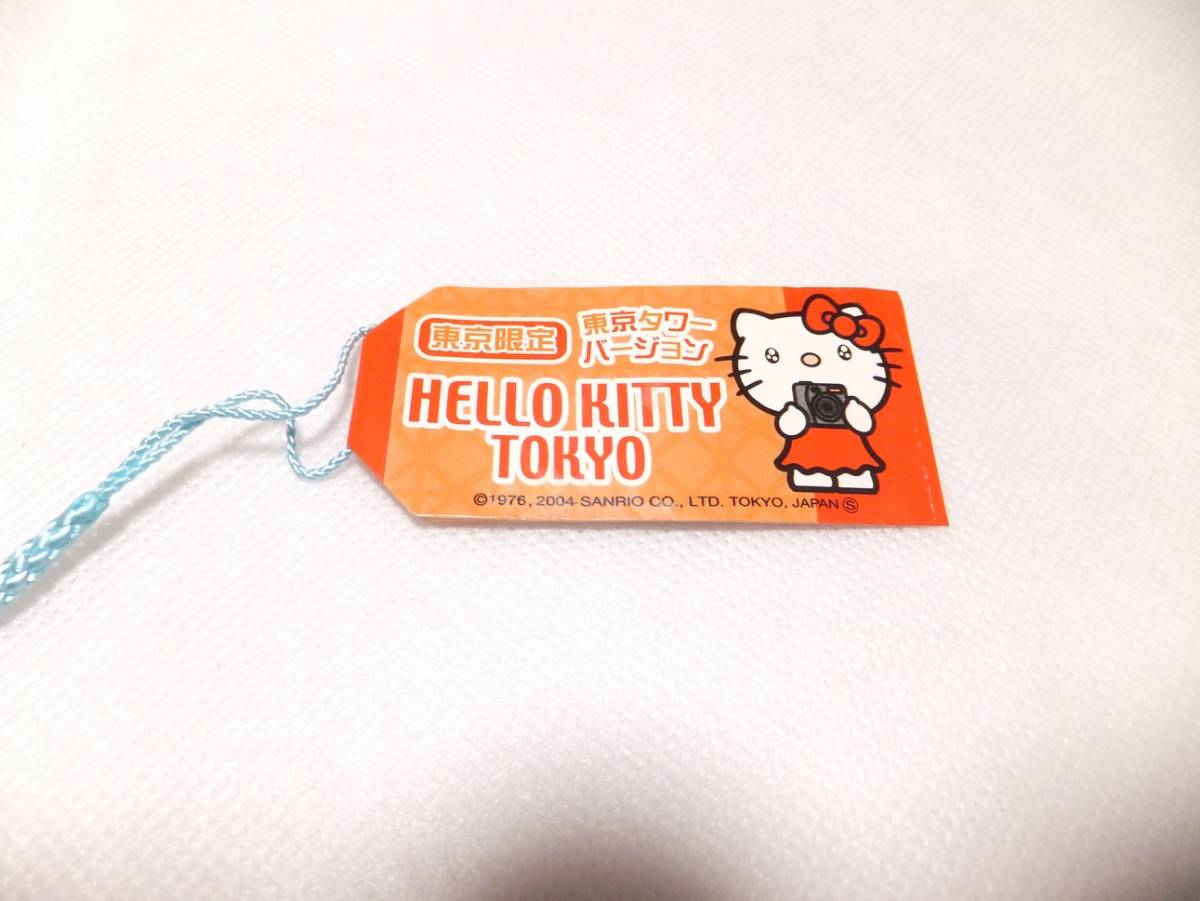 東京限定
東京タワー
バージョン
HELLO KITTY
TOKYO
©1976, 2004 SANRIO CO., LTD. TOKYO, JAPAN Ⓢ